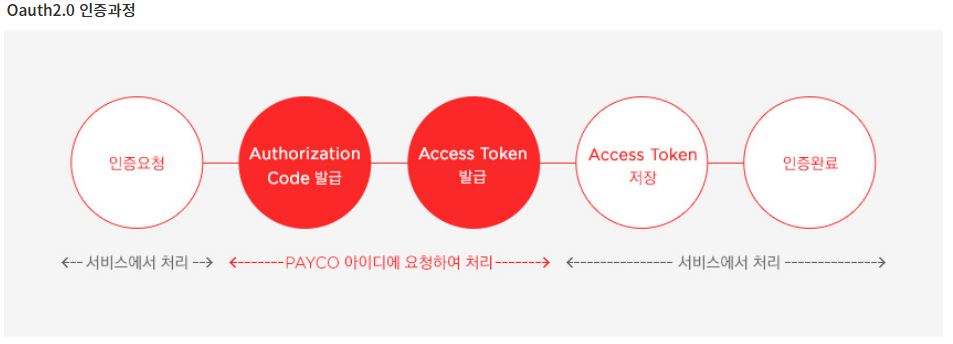 Oauth2.0 인증과정
인증요청
Authorization
Code 발급
Access Token
발급
Access Token
저장
인증완료
서비스에서 처리
PAYCO 아이디에 요청하여 처리
서비스에서 처리